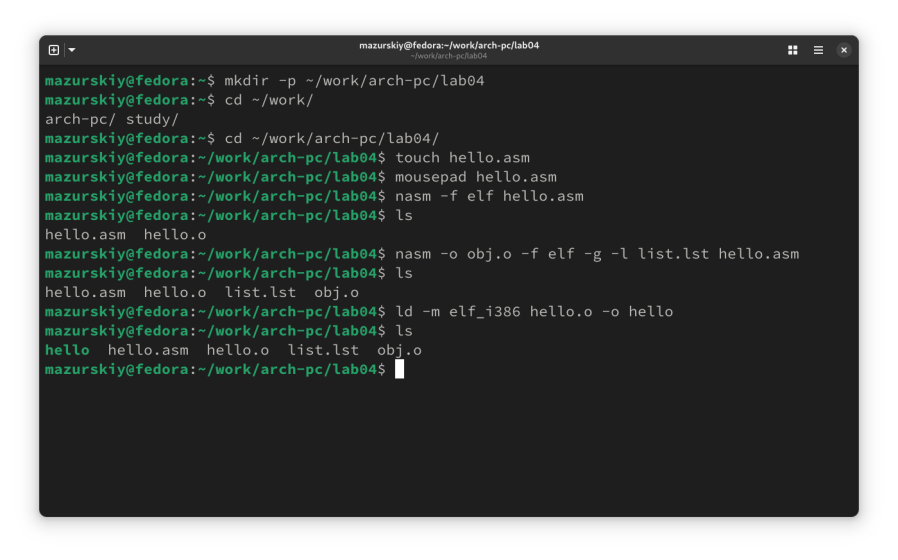 mazurskiy@fedora:~/work/arch-pc/lab04
~/work/arch-pc/lab04
mazurskiy@fedora:~$ mkdir -p ~/work/arch-pc/lab04
mazurskiy@fedora:~$ cd ~/work/
arch-pc/ study/
mazurskiy@fedora:~$ cd ~/work/arch-pc/lab04/
mazurskiy@fedora:~/work/arch-pc/lab04$ touch hello.asm
mazurskiy@fedora:~/work/arch-pc/lab04$ mousepad hello.asm
mazurskiy@fedora:~/work/arch-pc/lab04$ nasm -f elf hello.asm
mazurskiy@fedora:~/work/arch-pc/lab04$ ls
hello.asm  hello.o
mazurskiy@fedora:~/work/arch-pc/lab04$ nasm -o obj.o -f elf -g -l list.lst hello.asm
mazurskiy@fedora:~/work/arch-pc/lab04$ ls
hello.asm  hello.o  list.lst  obj.o
mazurskiy@fedora:~/work/arch-pc/lab04$ ld -m elf_i386 hello.o -o hello
mazurskiy@fedora:~/work/arch-pc/lab04$ ls
hello  hello.asm  hello.o  list.lst  obj.o
mazurskiy@fedora:~/work/arch-pc/lab04$